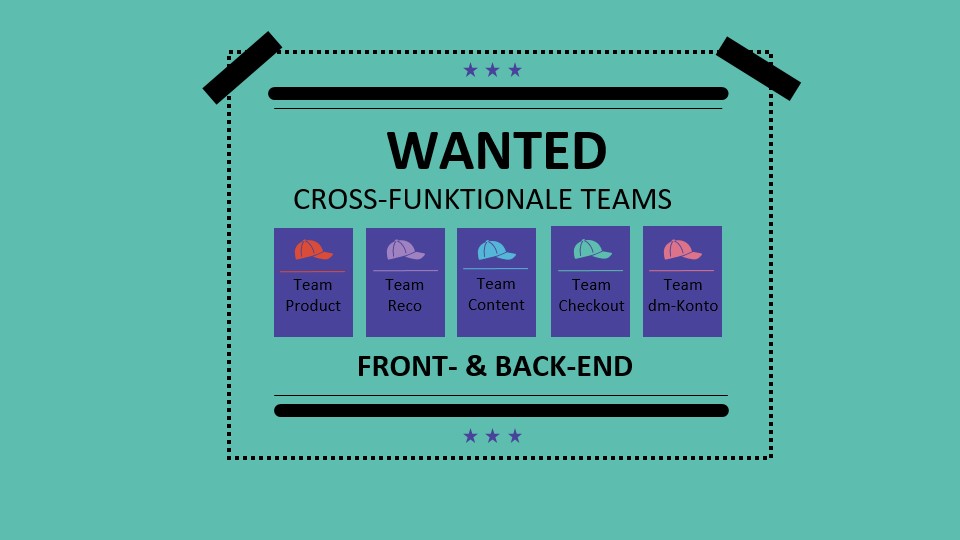 WANTED
CROSS-FUNKTIONALE TEAMS
Team
Product
Team
Reco
Team
Content
Team
Checkout
Team
dm-Konto
FRONT- & BACK-END